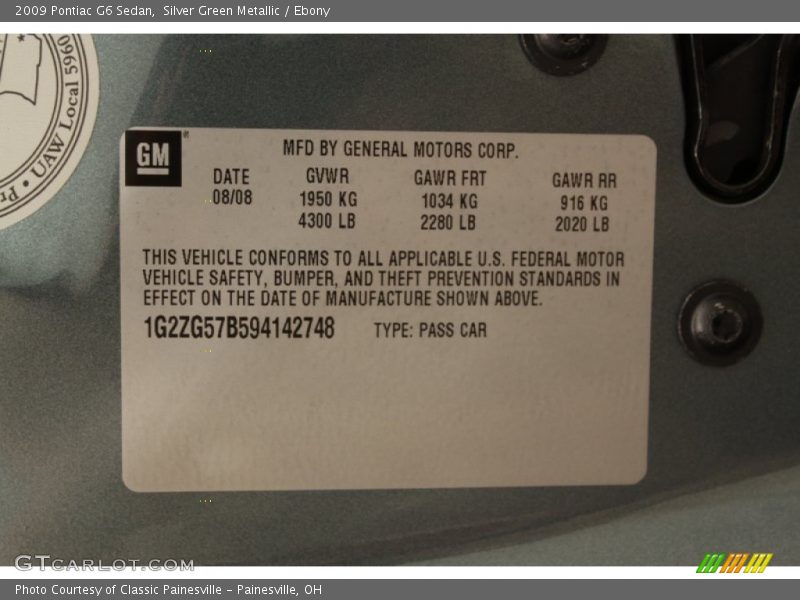 2009 Pontiac G6 Sedan,  Silver Green Metallic / Ebony
UAW Local 5960
GM
MFD BY GENERAL MOTORS CORP.
DATE GVWR GAWR FRT GAWR RR
08/08 1950 KG 1034 KG 916 KG
4300 LB 2280 LB 2020 LB
THIS VEHICLE CONFORMS TO ALL APPLICABLE U.S. FEDERAL MOTOR
VEHICLE SAFETY, BUMPER, AND THEFT PREVENTION STANDARDS IN
EFFECT ON THE DATE OF MANUFACTURE SHOWN ABOVE.
1G2ZG57B594142748 TYPE: PASS CAR
GTCARLOT.COM
Photo Courtesy of Classic Painesville - Painesville, OH